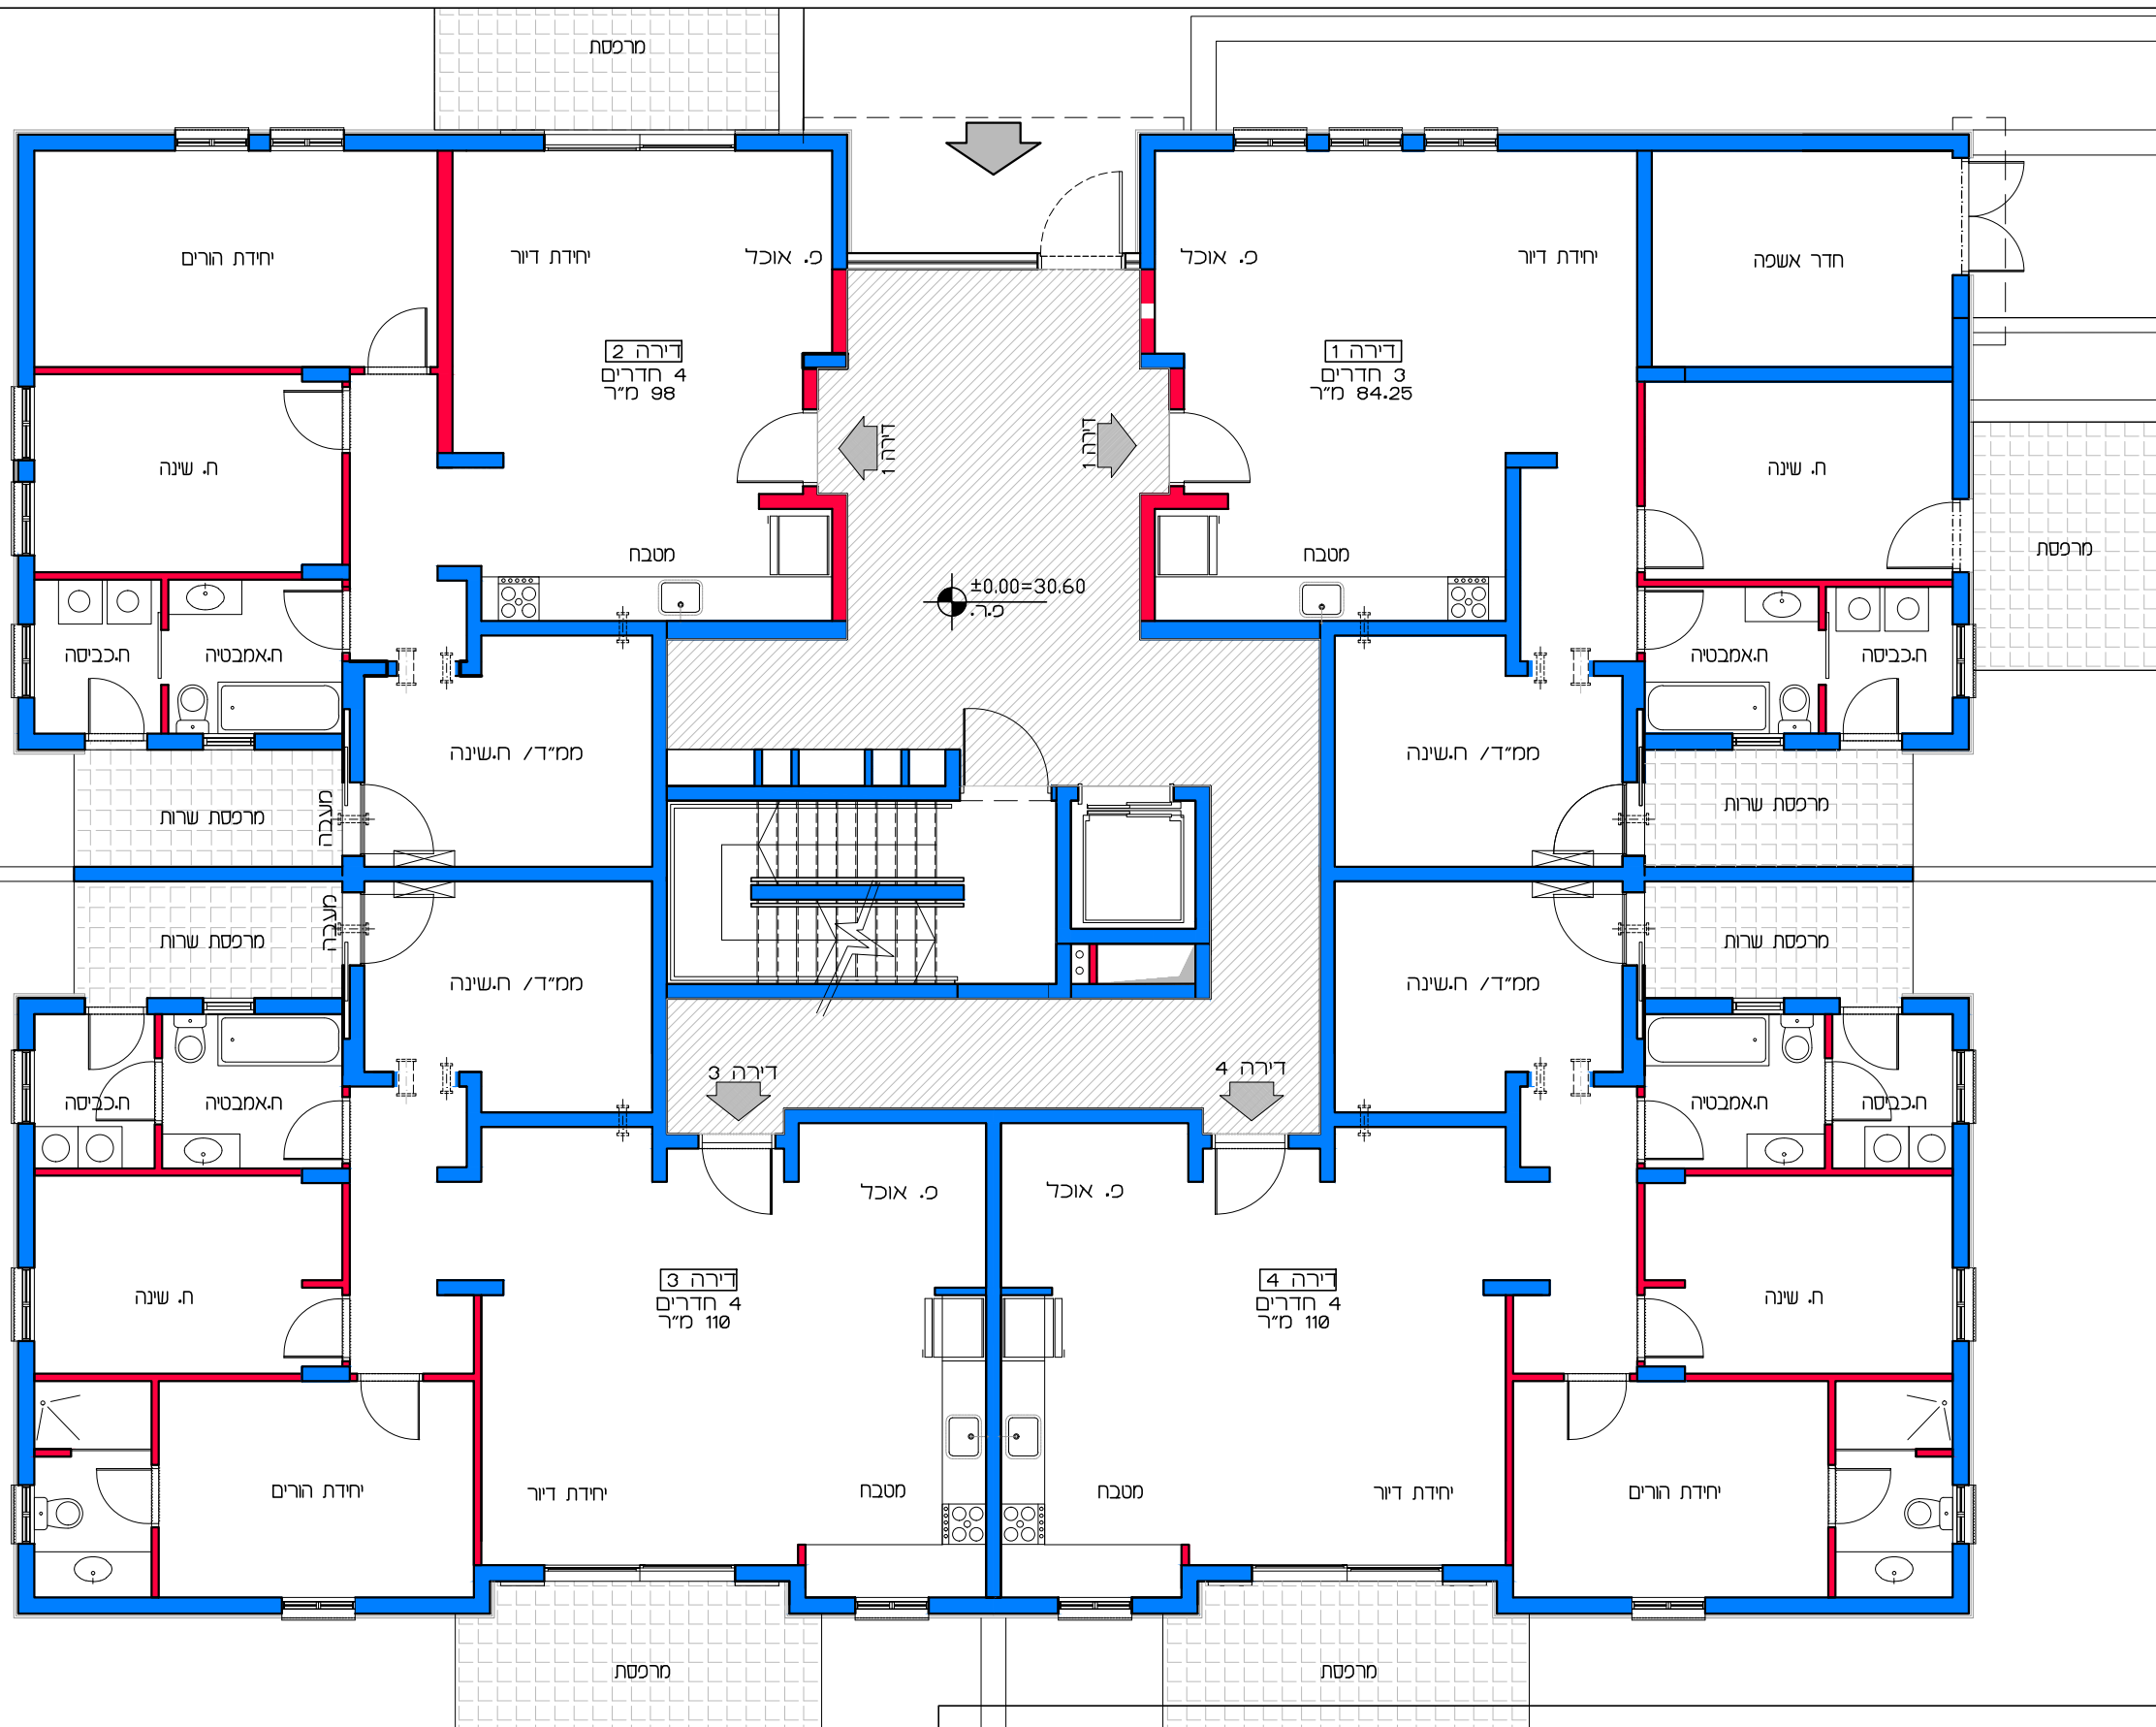 מרפסת
יחידת הורים
יחידת דיור
פ. אוכל
פ. אוכל
יחידת דיור
חדר אשפה
דירה 2
4 חדרים
98 מ"ר
דירה 1
3 חדרים
84.25 מ"ר
דירה 1
דירה 1
ח. שינה
ח. שינה
מטבח
מטבח
מרפסת
±0.00=30.60
פ.ר.
ח.כביסה
ח.אמבטיה
ח.אמבטיה
ח.כביסה
ממ"ד/ ח.שינה
ממ"ד/ ח.שינה
מרפסת שרות
מעבה
מרפסת שרות
מרפסת שרות
מעבה
מרפסת שרות
ממ"ד/ ח.שינה
ממ"ד/ ח.שינה
דירה 3
דירה 4
ח.כביסה
ח.אמבטיה
ח.אמבטיה
ח.כביסה
פ. אוכל
פ. אוכל
ח. שינה
דירה 3
4 חדרים
110 מ"ר
דירה 4
4 חדרים
110 מ"ר
ח. שינה
יחידת הורים
יחידת דיור
מטבח
מטבח
יחידת דיור
יחידת הורים
מרפסת
מרפסת